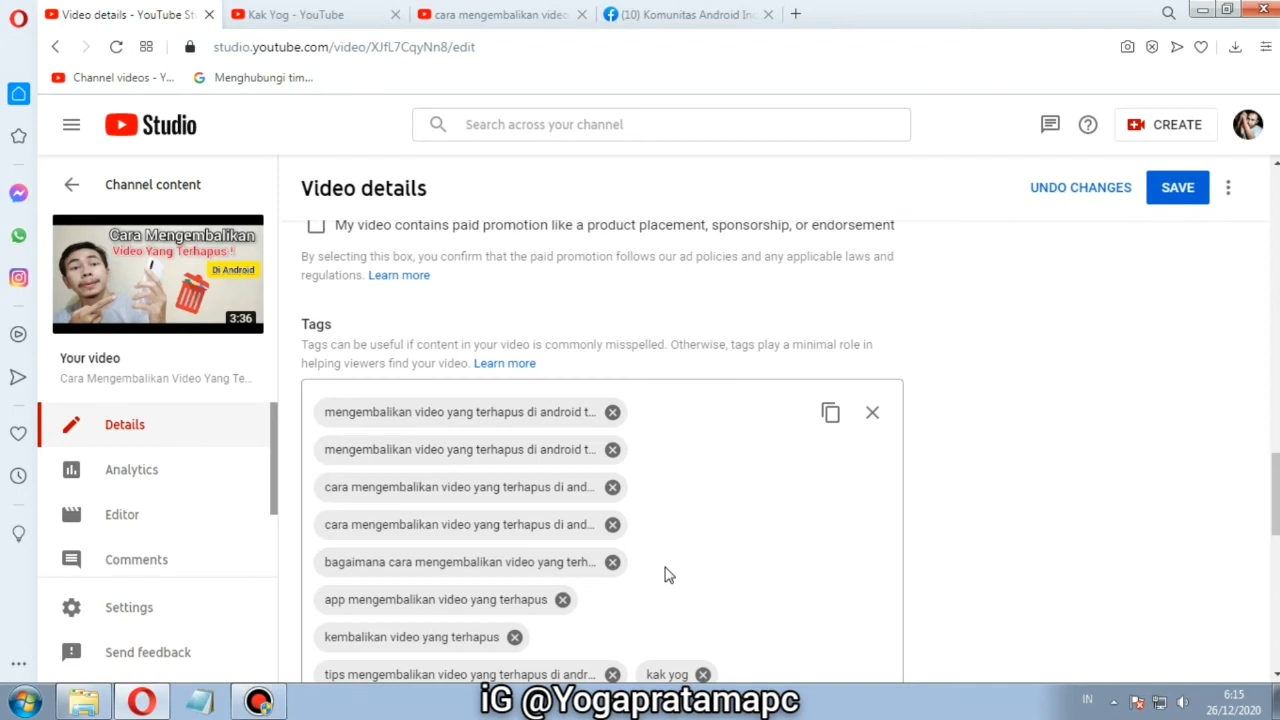 Video details - YouTube St
Kak Yog - YouTube
cara mengembalikan video
(10) Komunitas Android Ind
studio.youtube.com/video/XJfL7CqyNn8/edit
Channel videos - Y...
Menghubungi tim...
Studio
Search across your channel
CREATE
Channel content
Video details
UNDO CHANGES
SAVE
Cara Mengembalikan
Video Yang Terhapus !
Di Android
3:36
My video contains paid promotion like a product placement, sponsorship, or endorsement
By selecting this box, you confirm that the paid promotion follows our ad policies and any applicable laws and
regulations. Learn more
Tags
Tags can be useful if content in your video is commonly misspelled. Otherwise, tags play a minimal role in
helping viewers find your video. Learn more
Your video
Cara Mengembalikan Video Yang Te...
Details
Analytics
Editor
Comments
Settings
Send feedback
mengembalikan video yang terhapus di android t...
mengembalikan video yang terhapus di android t...
cara mengembalikan video yang terhapus di and...
cara mengembalikan video yang terhapus di and...
bagaimana cara mengembalikan video yang terh...
app mengembalikan video yang terhapus
kembalikan video yang terhapus
tips mengembalikan video yang terhapus di andr...
kak yog
iG @Yogapratamapc
IN
6:15
26/12/2020